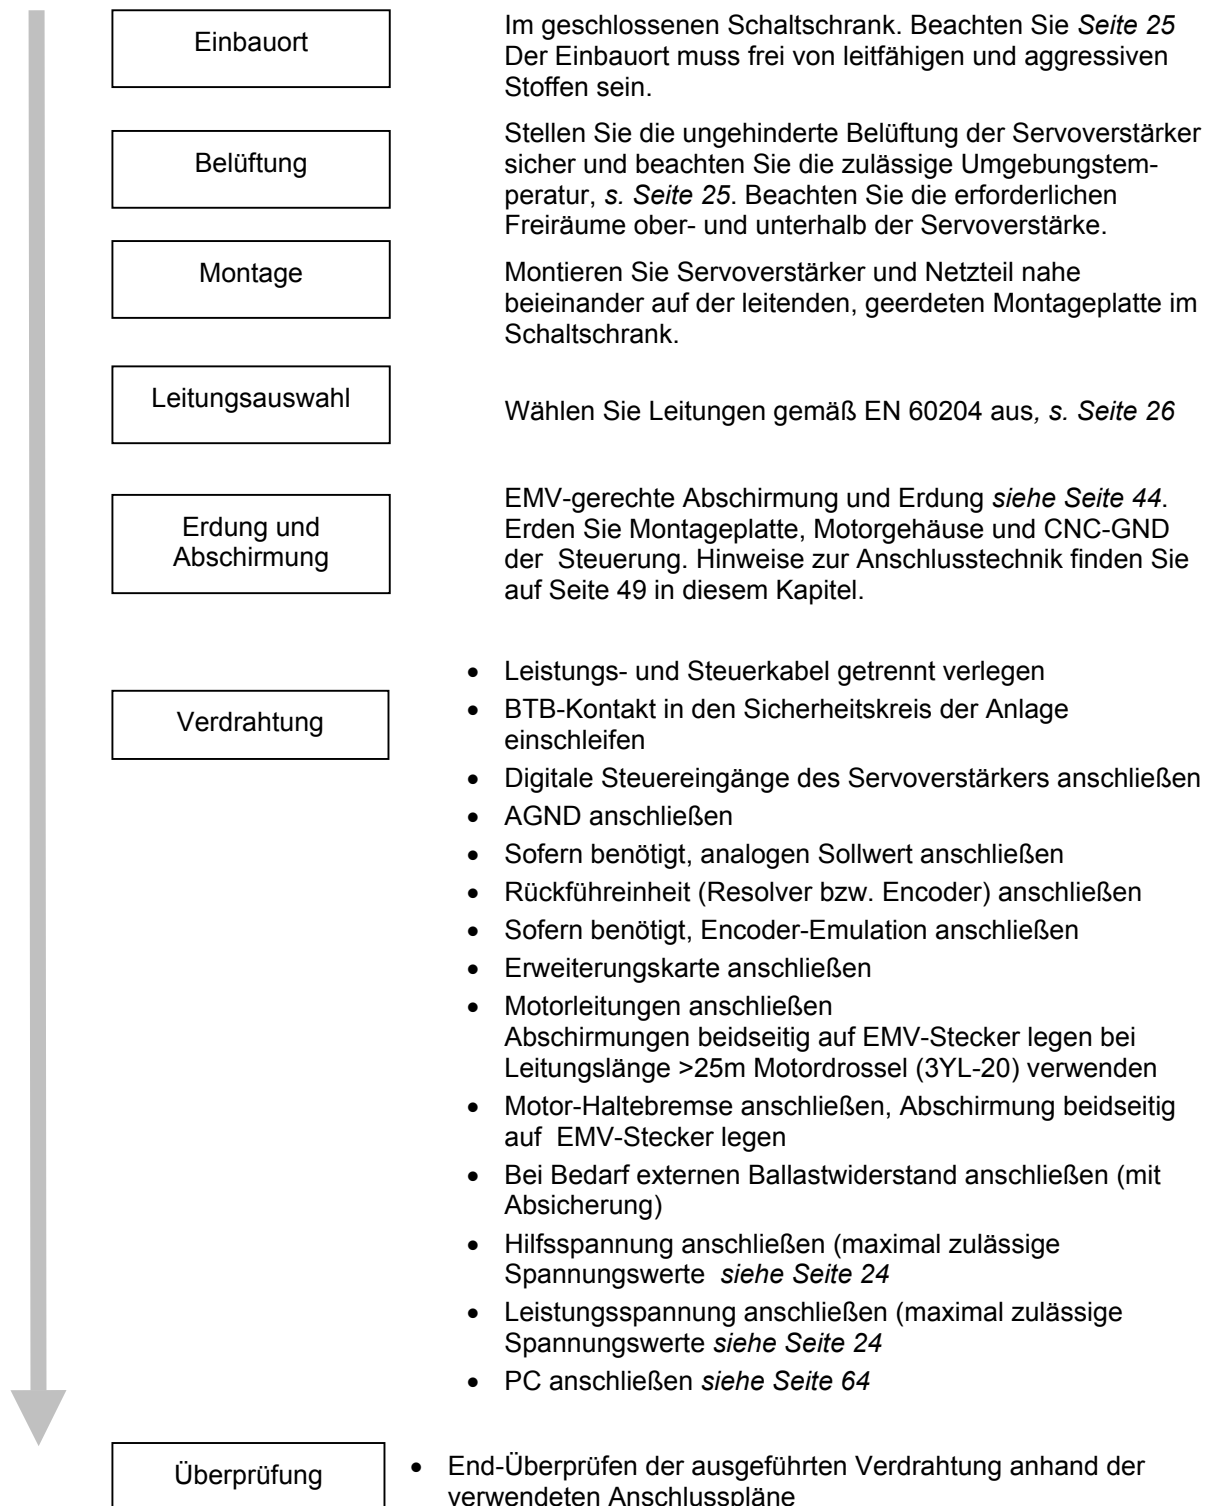 Einbauort
Im geschlossenen Schaltschrank. Beachten Sie Seite 25
Der Einbauort muss frei von leitfähigen und aggressiven
Stoffen sein.
Belüftung
Stellen Sie die ungehinderte Belüftung der Servoverstärker
sicher und beachten Sie die zulässige Umgebungstem-
peratur, s. Seite 25. Beachten Sie die erforderlichen
Freiräume ober- und unterhalb der Servoverstärke.
Montage
Montieren Sie Servoverstärker und Netzteil nahe
beieinander auf der leitenden, geerdeten Montageplatte im
Schaltschrank.
Leitungsauswahl
Wählen Sie Leitungen gemäß EN 60204 aus, s. Seite 26
Erdung und
Abschirmung
EMV-gerechte Abschirmung und Erdung siehe Seite 44.
Erden Sie Montageplatte, Motorgehäuse und CNC-GND
der  Steuerung. Hinweise zur Anschlusstechnik finden Sie
auf Seite 49 in diesem Kapitel.
Verdrahtung
• Leistungs- und Steuerkabel getrennt verlegen
• BTB-Kontakt in den Sicherheitskreis der Anlage
einschleifen
• Digitale Steuereingänge des Servoverstärkers anschließen
• AGND anschließen
• Sofern benötigt, analogen Sollwert anschließen
• Rückführeinheit (Resolver bzw. Encoder) anschließen
• Sofern benötigt, Encoder-Emulation anschließen
• Erweiterungskarte anschließen
• Motorleitungen anschließen
Abschirmungen beidseitig auf EMV-Stecker legen bei
Leitungslänge >25m Motordrossel (3YL-20) verwenden
• Motor-Haltebremse anschließen, Abschirmung beidseitig
auf  EMV-Stecker legen
• Bei Bedarf externen Ballastwiderstand anschließen (mit
Absicherung)
• Hilfsspannung anschließen (maximal zulässige
Spannungswerte  siehe Seite 24
• Leistungsspannung anschließen (maximal zulässige
Spannungswerte siehe Seite 24
• PC anschließen siehe Seite 64
Überprüfung
• End-Überprüfen der ausgeführten Verdrahtung anhand der
verwendeten Anschlusspläne